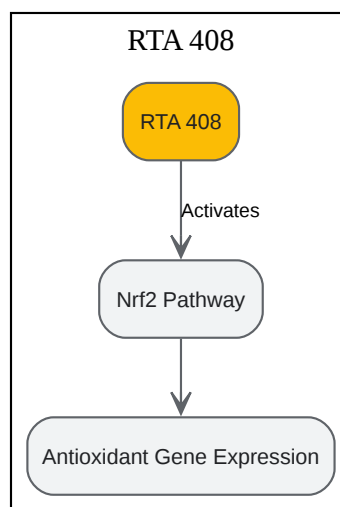 RTA 408
RTA 408
Activates
Nrf2 Pathway
Antioxidant Gene Expression